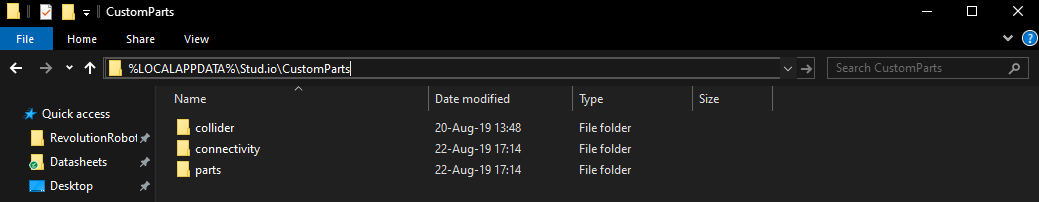 CustomParts
File Home Share View
%LOCALAPPDATA%\Stud.io\CustomParts Search CustomParts
Name Date modified Type Size
Quick access
collider 20-Aug-19 13:48 File folder
RevolutionRobot
connectivity 22-Aug-19 17:14 File folder
Datasheets
parts 22-Aug-19 17:14 File folder
Desktop